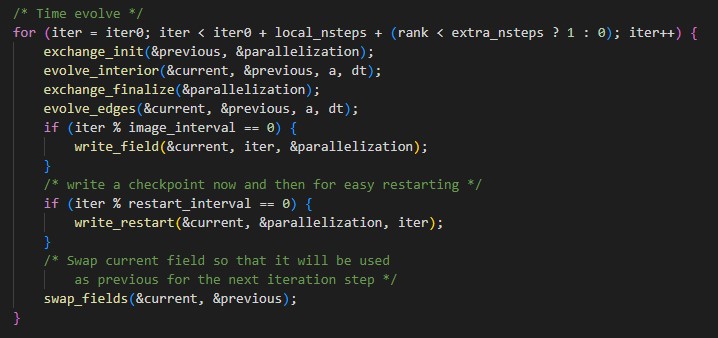 /* Time evolve */
for (iter = iter0; iter < iter0 + local_nsteps + (rank < extra_nsteps ? 1 : 0); iter++) {
    exchange_init(&previous, &parallelization);
    evolve_interior(&current, &previous, a, dt);
    exchange_finalize(&parallelization);
    evolve_edges(&current, &previous, a, dt);
    if (iter % image_interval == 0) {
        write_field(&current, iter, &parallelization);
    }
    /* write a checkpoint now and then for easy restarting */
    if (iter % restart_interval == 0) {
        write_restart(&current, &parallelization, iter);
    }
    /* Swap current field so that it will be used
        as previous for the next iteration step */
    swap_fields(&current, &previous);
}